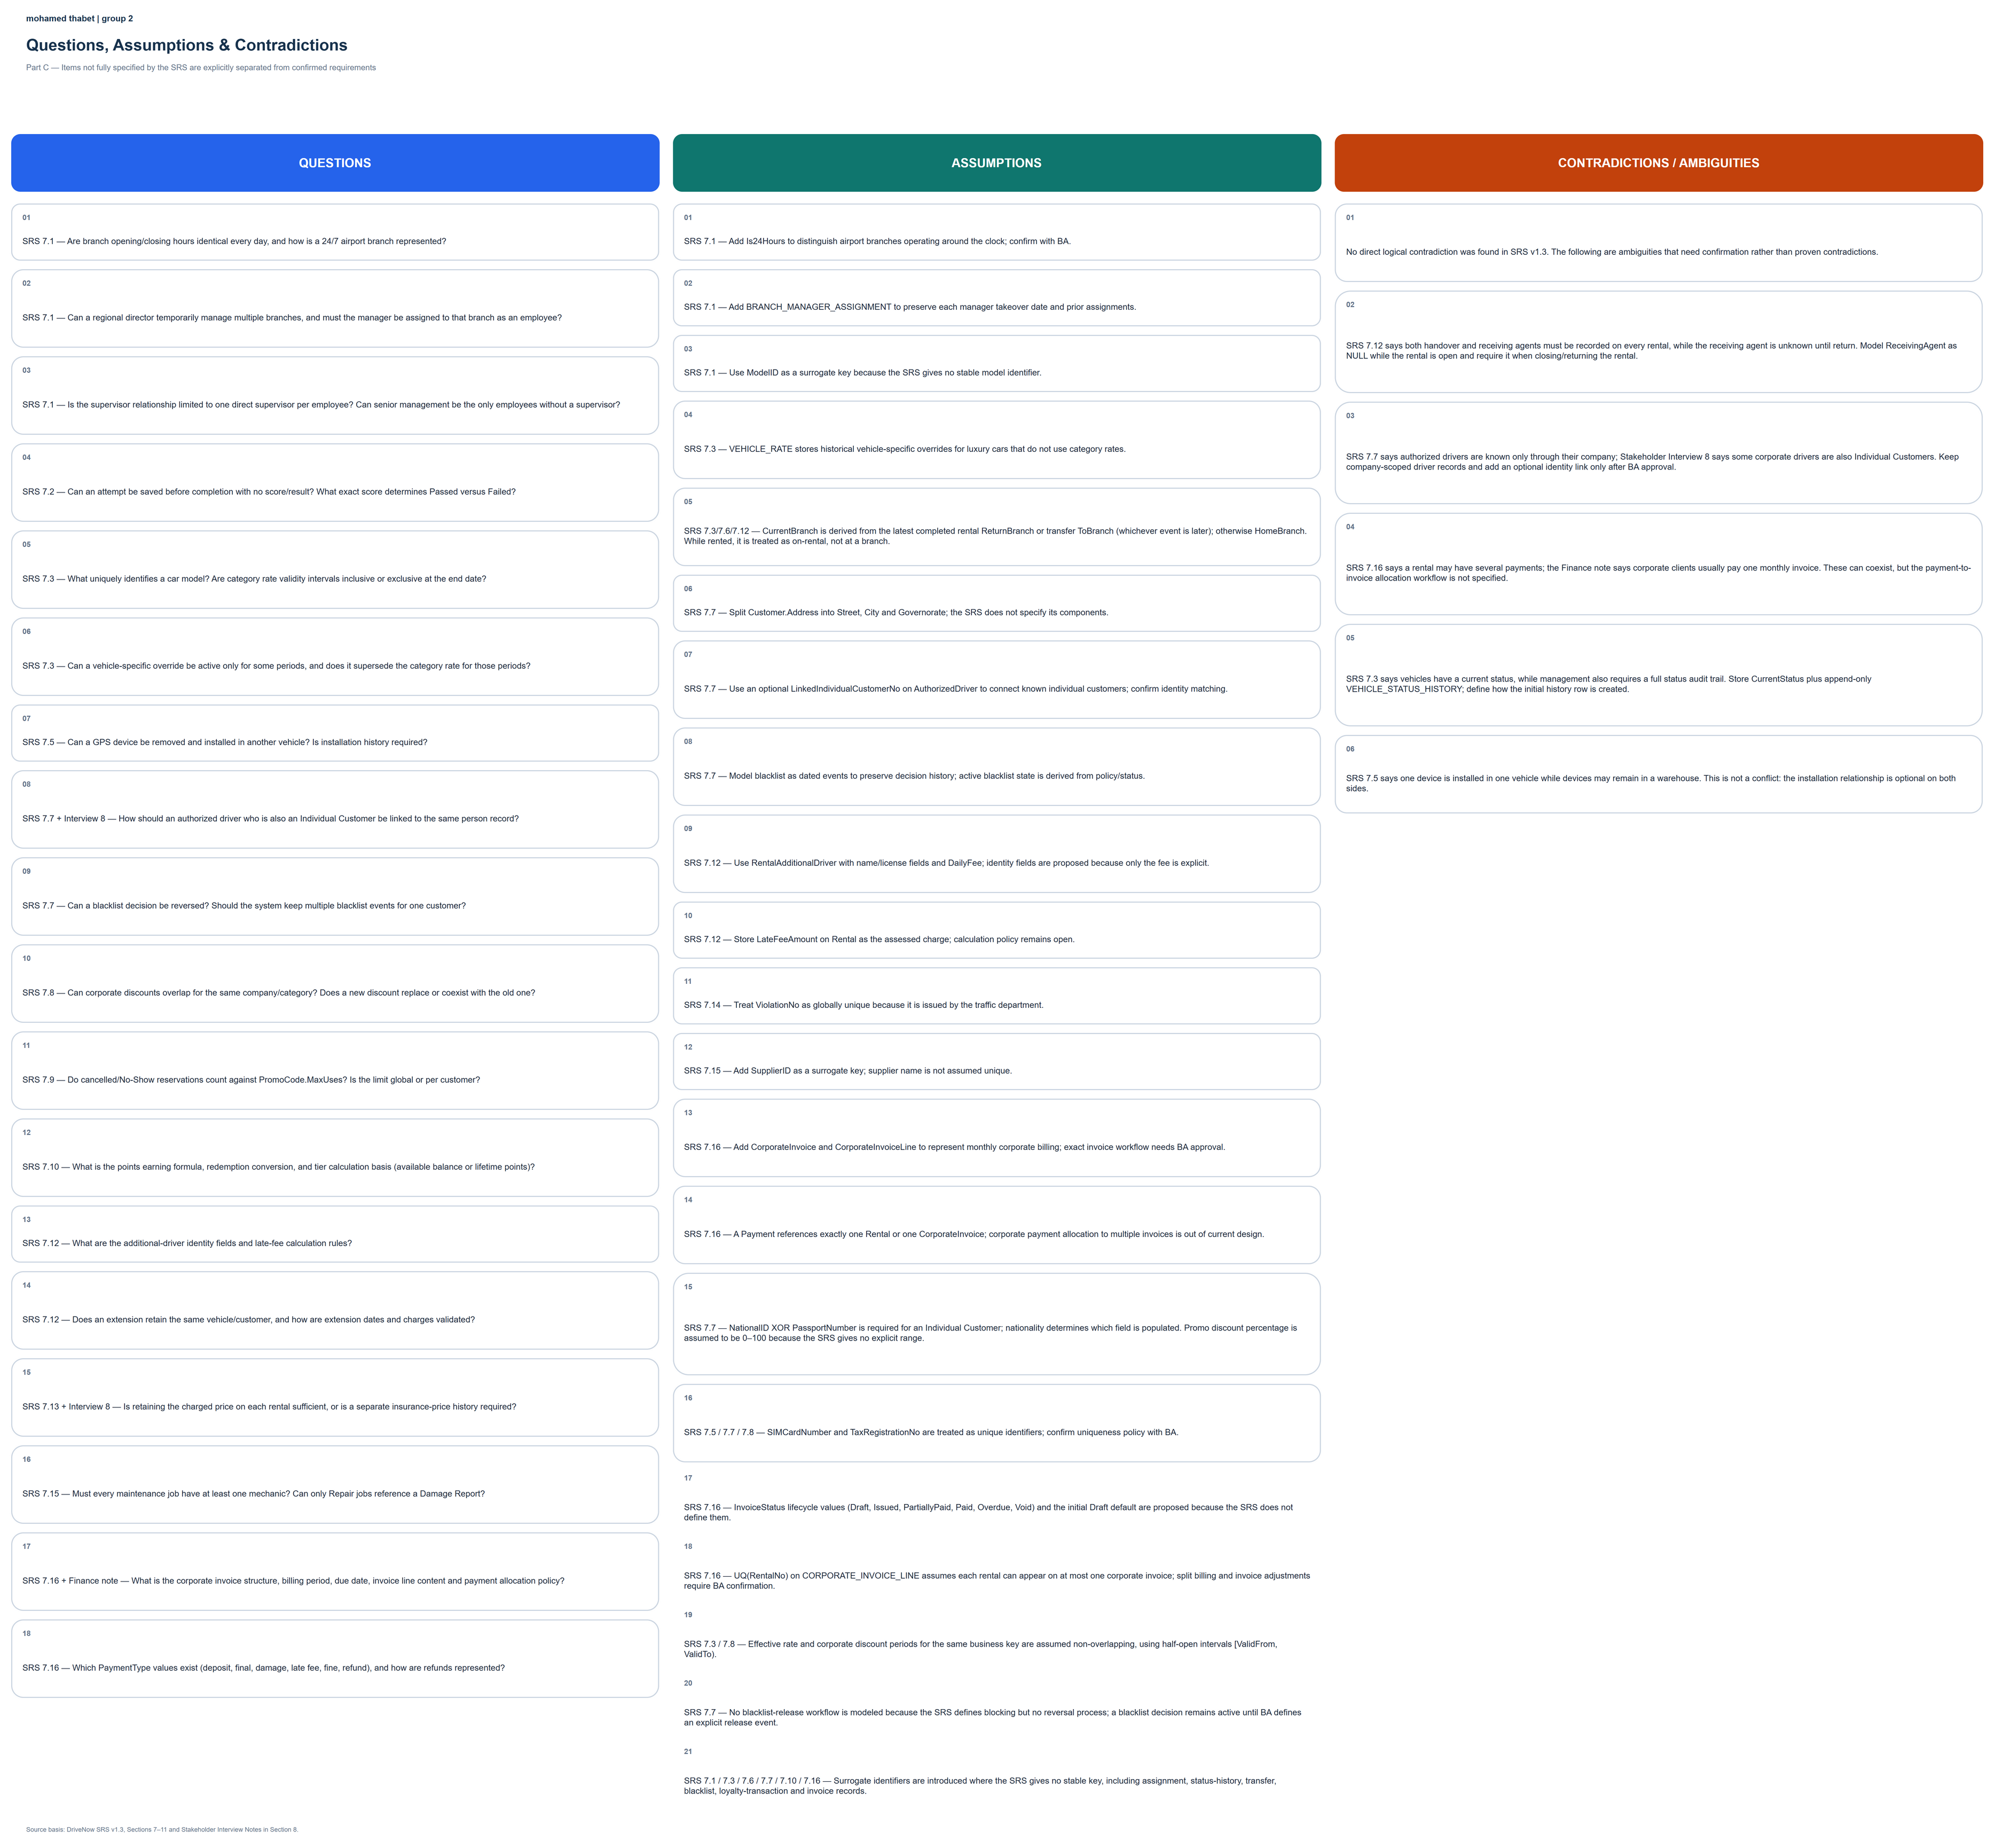 mohamed thabet | group 2
Questions, Assumptions & Contradictions
Part C — Items not fully specified by the SRS are explicitly separated from confirmed requirements
QUESTIONS
01
SRS 7.1 — Are branch opening/closing hours identical every day, and how is a 24/7 airport branch represented?
02
SRS 7.1 — Can a regional director temporarily manage multiple branches, and must the manager be assigned to that branch as an employee?
03
SRS 7.1 — Is the supervisor relationship limited to one direct supervisor per employee? Can senior management be the only employees without a supervisor?
04
SRS 7.2 — Can an attempt be saved before completion with no score/result? What exact score determines Passed versus Failed?
05
SRS 7.3 — What uniquely identifies a car model? Are category rate validity intervals inclusive or exclusive at the end date?
06
SRS 7.3 — Can a vehicle-specific override be active only for some periods, and does it supersede the category rate for those periods?
07
SRS 7.5 — Can a GPS device be removed and installed in another vehicle? Is installation history required?
08
SRS 7.7 + Interview 8 — How should an authorized driver who is also an Individual Customer be linked to the same person record?
09
SRS 7.7 — Can a blacklist decision be reversed? Should the system keep multiple blacklist events for one customer?
10
SRS 7.8 — Can corporate discounts overlap for the same company/category? Does a new discount replace or coexist with the old one?
11
SRS 7.9 — Do cancelled/No-Show reservations count against PromoCode.MaxUses? Is the limit global or per customer?
12
SRS 7.10 — What is the points earning formula, redemption conversion, and tier calculation basis (available balance or lifetime points)?
13
SRS 7.12 — What are the additional-driver identity fields and late-fee calculation rules?
14
SRS 7.12 — Does an extension retain the same vehicle/customer, and how are extension dates and charges validated?
15
SRS 7.13 + Interview 8 — Is retaining the charged price on each rental sufficient, or is a separate insurance-price history required?
16
SRS 7.15 — Must every maintenance job have at least one mechanic? Can only Repair jobs reference a Damage Report?
17
SRS 7.16 + Finance note — What is the corporate invoice structure, billing period, due date, invoice line content and payment allocation policy?
18
SRS 7.16 — Which PaymentType values exist (deposit, final, damage, late fee, fine, refund), and how are refunds represented?
ASSUMPTIONS
01
SRS 7.1 — Add Is24Hours to distinguish airport branches operating around the clock; confirm with BA.
02
SRS 7.1 — Add BRANCH_MANAGER_ASSIGNMENT to preserve each manager takeover date and prior assignments.
03
SRS 7.1 — Use ModelID as a surrogate key because the SRS gives no stable model identifier.
04
SRS 7.3 — VEHICLE_RATE stores historical vehicle-specific overrides for luxury cars that do not use category rates.
05
SRS 7.3/7.6/7.12 — CurrentBranch is derived from the latest completed rental ReturnBranch or transfer ToBranch (whichever event is later); otherwise HomeBranch.
While rented, it is treated as on-rental, not at a branch.
06
SRS 7.7 — Split Customer.Address into Street, City and Governorate; the SRS does not specify its components.
07
SRS 7.7 — Use an optional LinkedIndividualCustomerNo on AuthorizedDriver to connect known individual customers; confirm identity matching.
08
SRS 7.7 — Model blacklist as dated events to preserve decision history; active blacklist state is derived from policy/status.
09
SRS 7.12 — Use RentalAdditionalDriver with name/license fields and DailyFee; identity fields are proposed because only the fee is explicit.
10
SRS 7.12 — Store LateFeeAmount on Rental as the assessed charge; calculation policy remains open.
11
SRS 7.14 — Treat ViolationNo as globally unique because it is issued by the traffic department.
12
SRS 7.15 — Add SupplierID as a surrogate key; supplier name is not assumed unique.
13
SRS 7.16 — Add CorporateInvoice and CorporateInvoiceLine to represent monthly corporate billing; exact invoice workflow needs BA approval.
14
SRS 7.16 — A Payment references exactly one Rental or one CorporateInvoice; corporate payment allocation to multiple invoices is out of current design.
15
SRS 7.7 — NationalID XOR PassportNumber is required for an Individual Customer; nationality determines which field is populated. Promo discount percentage is
assumed to be 0–100 because the SRS gives no explicit range.
16
SRS 7.5 / 7.7 / 7.8 — SIMCardNumber and TaxRegistrationNo are treated as unique identifiers; confirm uniqueness policy with BA.
17
SRS 7.16 — InvoiceStatus lifecycle values (Draft, Issued, PartiallyPaid, Paid, Overdue, Void) and the initial Draft default are proposed because the SRS does not
define them.
18
SRS 7.16 — UQ(RentalNo) on CORPORATE_INVOICE_LINE assumes each rental can appear on at most one corporate invoice; split billing and invoice adjustments
require BA confirmation.
19
SRS 7.3 / 7.8 — Effective rate and corporate discount periods for the same business key are assumed non-overlapping, using half-open intervals [ValidFrom,
ValidTo).
20
SRS 7.7 — No blacklist-release workflow is modeled because the SRS defines blocking but no reversal process; a blacklist decision remains active until BA defines
an explicit release event.
21
SRS 7.1 / 7.3 / 7.6 / 7.7 / 7.10 / 7.16 — Surrogate identifiers are introduced where the SRS gives no stable key, including assignment, status-history, transfer,
blacklist, loyalty-transaction and invoice records.
CONTRADICTIONS / AMBIGUITIES
01
No direct logical contradiction was found in SRS v1.3. The following are ambiguities that need confirmation rather than proven contradictions.
02
SRS 7.12 says both handover and receiving agents must be recorded on every rental, while the receiving agent is unknown until return. Model ReceivingAgent as
NULL while the rental is open and require it when closing/returning the rental.
03
SRS 7.7 says authorized drivers are known only through their company; Stakeholder Interview 8 says some corporate drivers are also Individual Customers. Keep
company-scoped driver records and add an optional identity link only after BA approval.
04
SRS 7.16 says a rental may have several payments; the Finance note says corporate clients usually pay one monthly invoice. These can coexist, but the payment-to-
invoice allocation workflow is not specified.
05
SRS 7.3 says vehicles have a current status, while management also requires a full status audit trail. Store CurrentStatus plus append-only
VEHICLE_STATUS_HISTORY; define how the initial history row is created.
06
SRS 7.5 says one device is installed in one vehicle while devices may remain in a warehouse. This is not a conflict: the installation relationship is optional on both
sides.
Source basis: DriveNow SRS v1.3, Sections 7–11 and Stakeholder Interview Notes in Section 8.